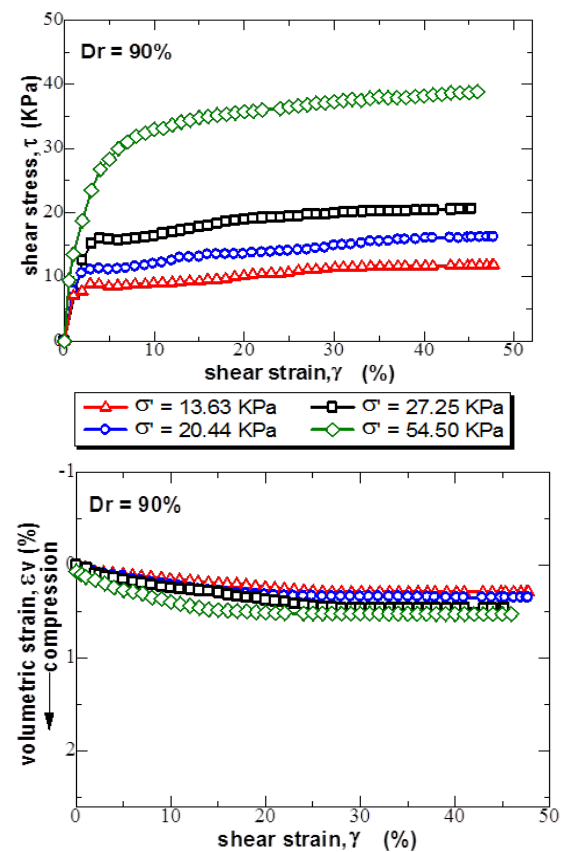 50
Dr = 90%
40
30
20
10
0
shear stress, τ (KPa)
0 10 20 30 40 50
shear strain,γ (%)
σ' = 13.63 KPa σ' = 27.25 KPa
σ' = 20.44 KPa σ' = 54.50 KPa
-1
Dr = 90%
0
1
2
volumetric strain, εv (%)
compression
0 10 20 30 40 50
shear strain,γ (%)